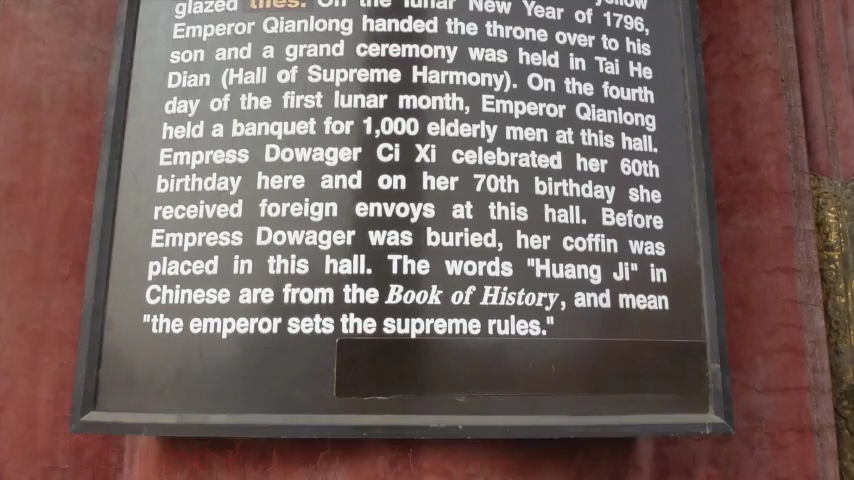 glazed tiles. On the lunar New Year of 1796,
Emperor Qianlong handed the throne over to his
son and a grand ceremony was held in Tai He
Dian (Hall of Supreme Harmony). On the fourth
day of the first lunar month, Emperor Qianlong
held a banquet for 1,000 elderly men at this hall.
Empress Dowager Ci Xi celebrated her 60th
birthday here and on her 70th birthday she
received foreign envoys at this hall. Before
Empress Dowager was buried, her coffin was
placed in this hall. The words "Huang Ji" in
Chinese are from the Book of History, and mean
"the emperor sets the supreme rules."